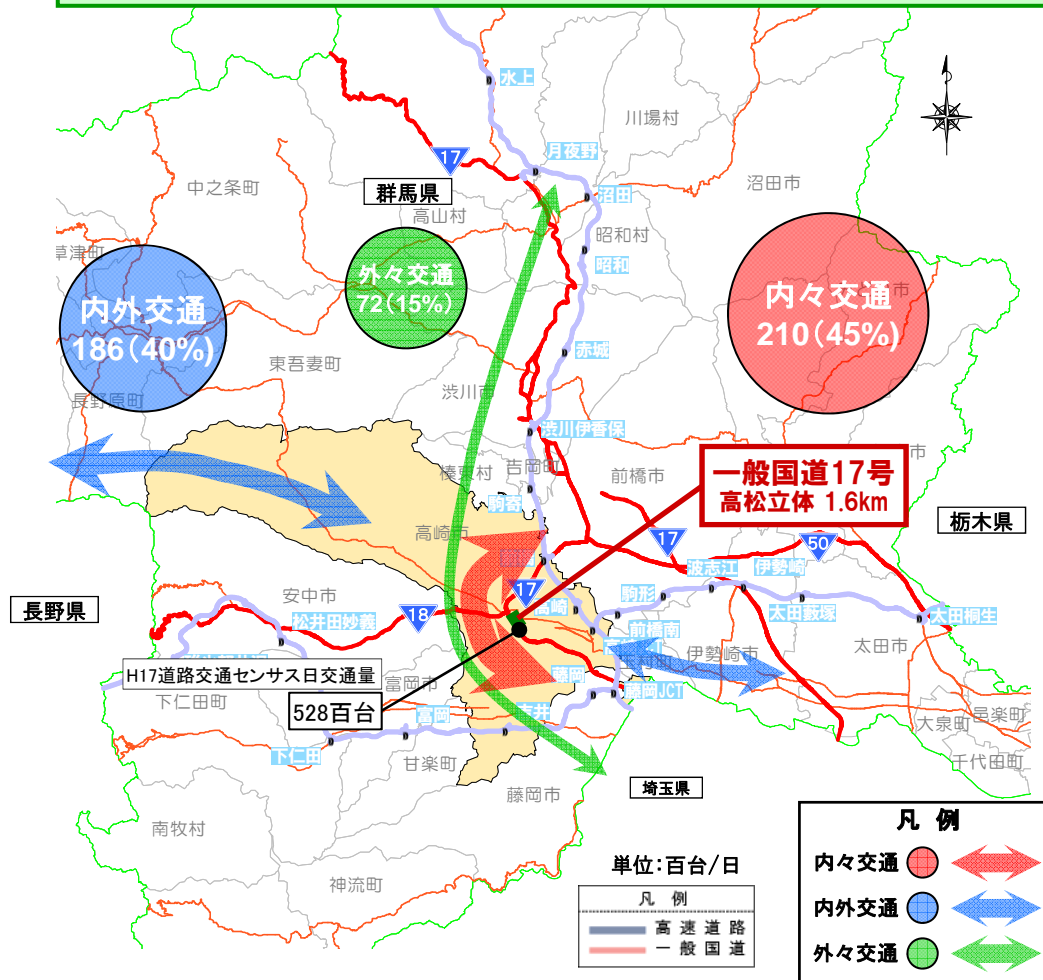 水上
川場村
17
月夜野
中之条町
群馬県
沼田
沼田市
高山村
草津町
昭和村
昭和
内外交通
186(40%)
外々交通
72(15%)
内々交通
210(45%)
赤城
東吾妻町
長野原町
渋川市
渋川伊香保
榛東村
吉岡町
前橋市
一般国道17号
高松立体 1.6km
駒寄
栃木県
高崎市
17
50
長野県
安中市
波志江
伊勢崎
17
駒形
高崎
18
松井田妙義
太田藪塚
太田桐生
前橋南
伊勢崎市
太田市
H17道路交通センサス日交通量
富岡市
藤岡
藤岡JCT
下仁田町
528百台
富岡
吉井
大泉町
邑楽町
下仁田
甘楽町
千代田町
埼玉県
藤岡市
南牧村
神流町
単位:百台/日
凡 例
高速道路
一般国道
凡 例
内々交通
内外交通
外々交通